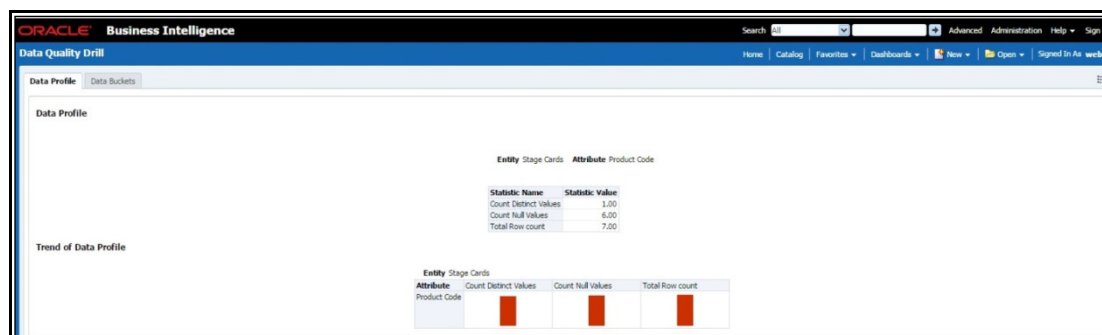 ORACLE Business Intelligence Search All Advanced Administration Help Sign
Data Quality Drill Home Catalog Favorites Dashboards New Open Signed In As web
Data Profile Data Buckets
Data Profile
Entity Stage Cards Attribute Product Code
Statistic Name Statistic Value
Count Distinct Values 1.00
Count Null Values 6.00
Total Row count 7.00
Trend of Data Profile
Entity Stage Cards
Attribute Count Distinct Values Count Null Values Total Row count
Product Code